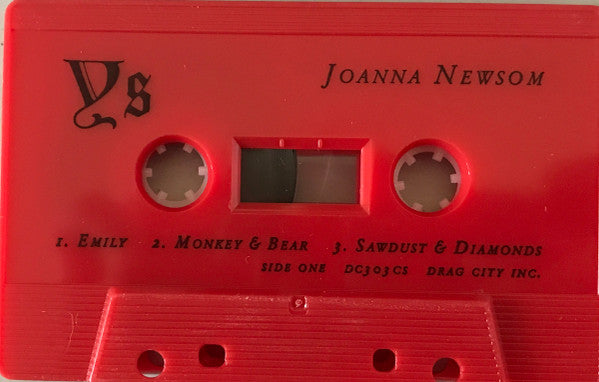 Ys
JOANNA NEWSOM
1. EMILY 2. MONKEY & BEAR 3. SAWDUST & DIAMONDS
SIDE ONE DC303CS DRAG CITY INC.